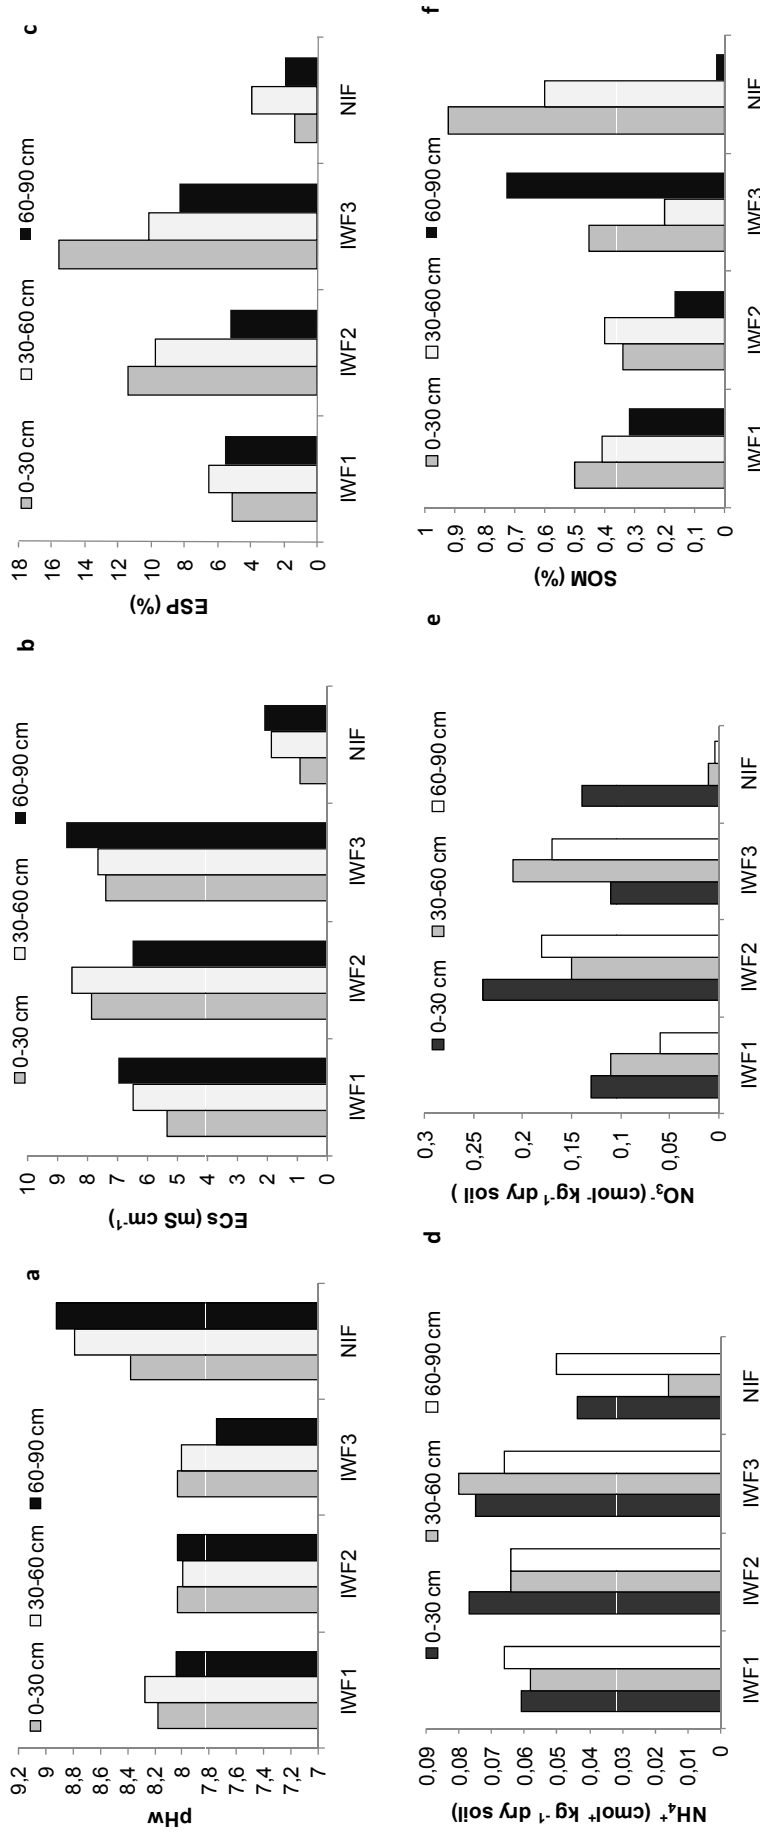 a
0-30 cm 30-60 cm 60-90 cm
9,2
9
8,8
8,6
8,4
8,2
8
7,8
7,6
7,4
7,2
7
pHw
IWF1 IWF2 IWF3 NIF
b
0-30 cm 30-60 cm 60-90 cm
10
9
8
7
6
5
4
3
2
1
0
ECs (mS cm⁻¹)
IWF1 IWF2 IWF3 NIF
c
0-30 cm 30-60 cm 60-90 cm
18
16
14
12
10
8
6
4
2
0
ESP (%)
IWF1 IWF2 IWF3 NIF
d
0-30 cm 30-60 cm 60-90 cm
0,09
0,08
0,07
0,06
0,05
0,04
0,03
0,02
0,01
0
NH₄⁺ (cmol⁺ kg⁻¹ dry soil)
IWF1 IWF2 IWF3 NIF
e
0-30 cm 30-60 cm 60-90 cm
0,3
0,25
0,2
0,15
0,1
0,05
0
NO₃⁻ (cmol⁻ kg⁻¹ dry soil )
IWF1 IWF2 IWF3 NIF
f
0-30 cm 30-60 cm 60-90 cm
1
0,9
0,8
0,7
0,6
0,5
0,4
0,3
0,2
0,1
0
SOM (%)
IWF1 IWF2 IWF3 NIF